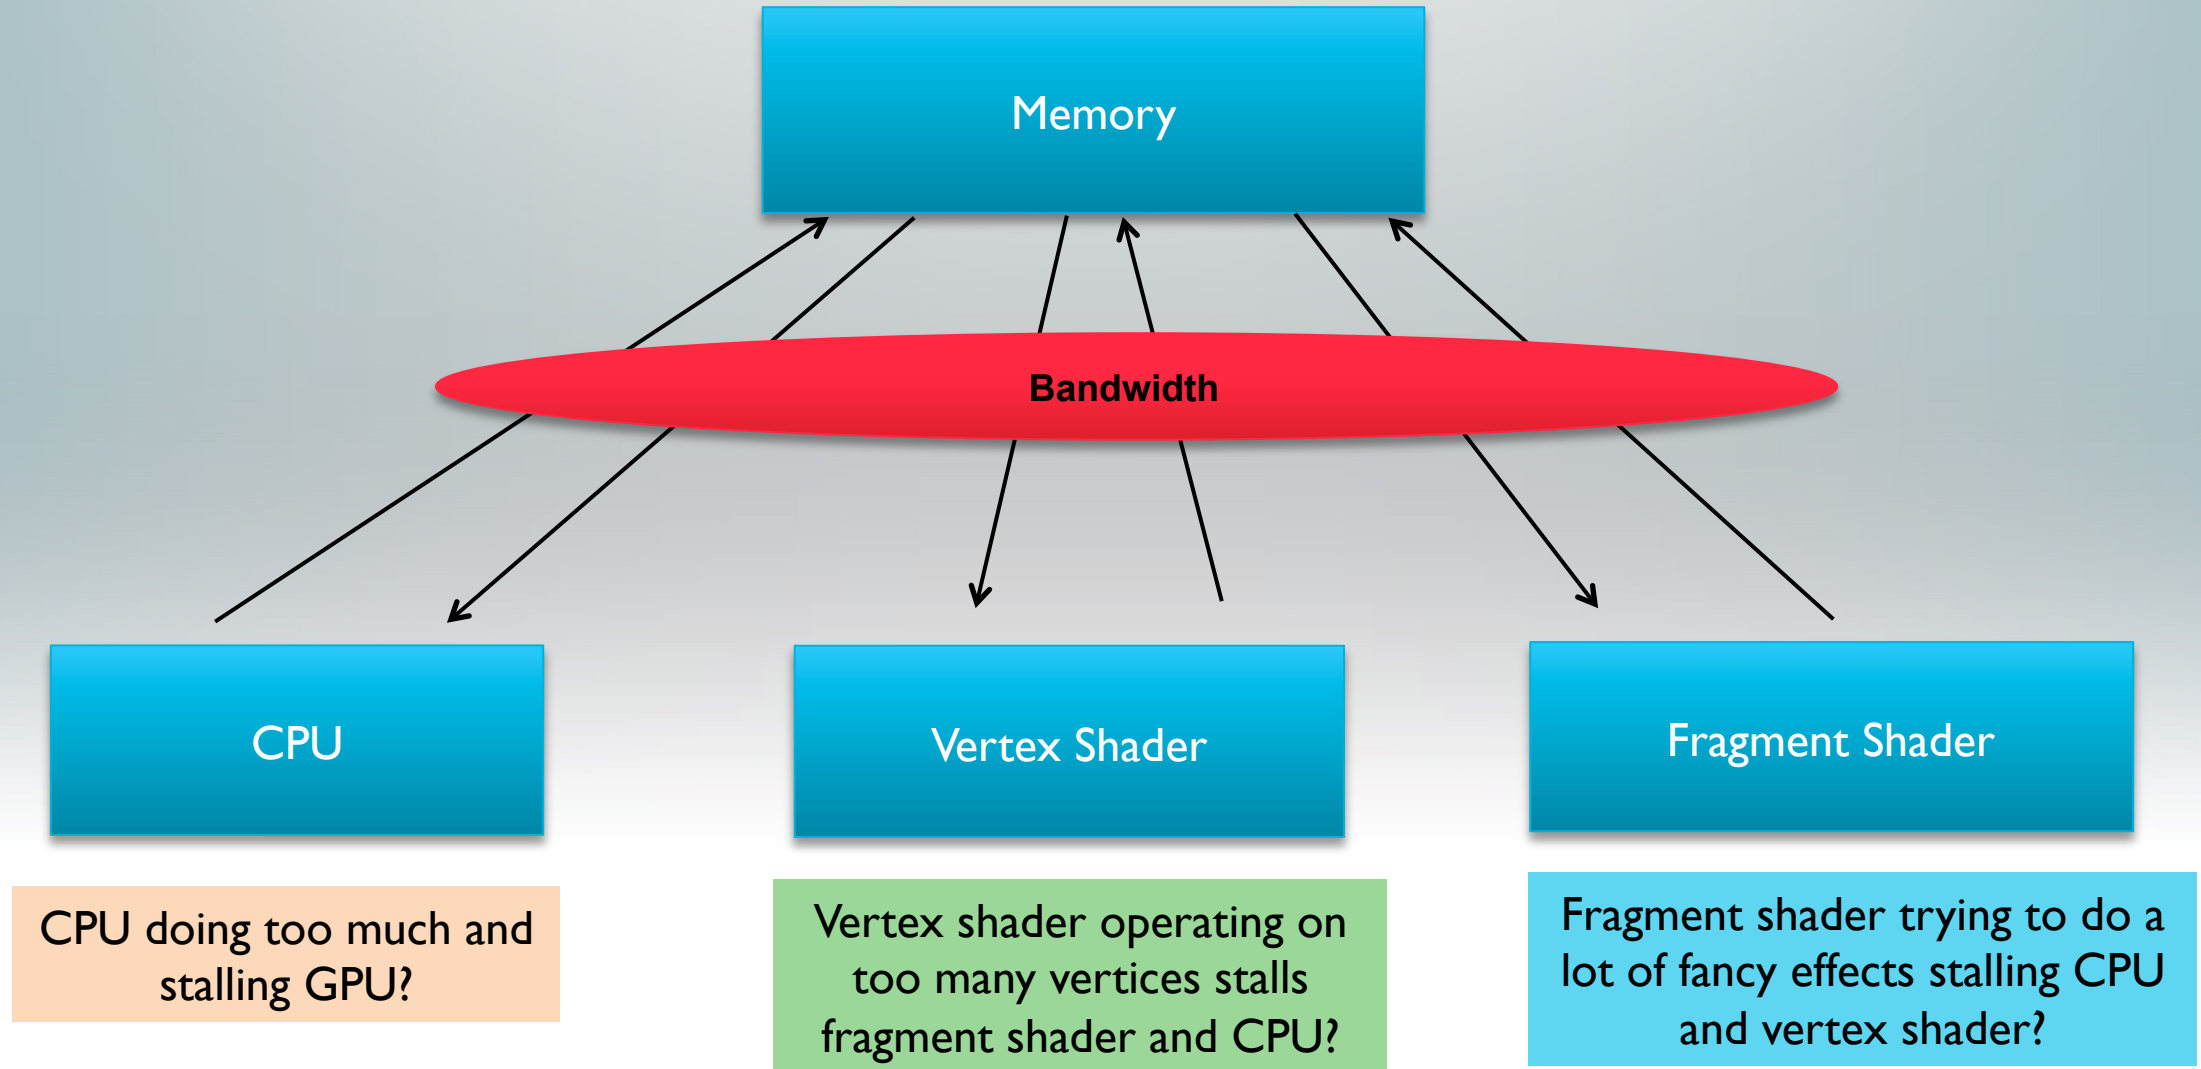 Memory
Bandwidth
CPU
Vertex Shader
Fragment Shader
CPU doing too much and
stalling GPU?
Vertex shader operating on
too many vertices stalls
fragment shader and CPU?
Fragment shader trying to do a
lot of fancy effects stalling CPU
and vertex shader?